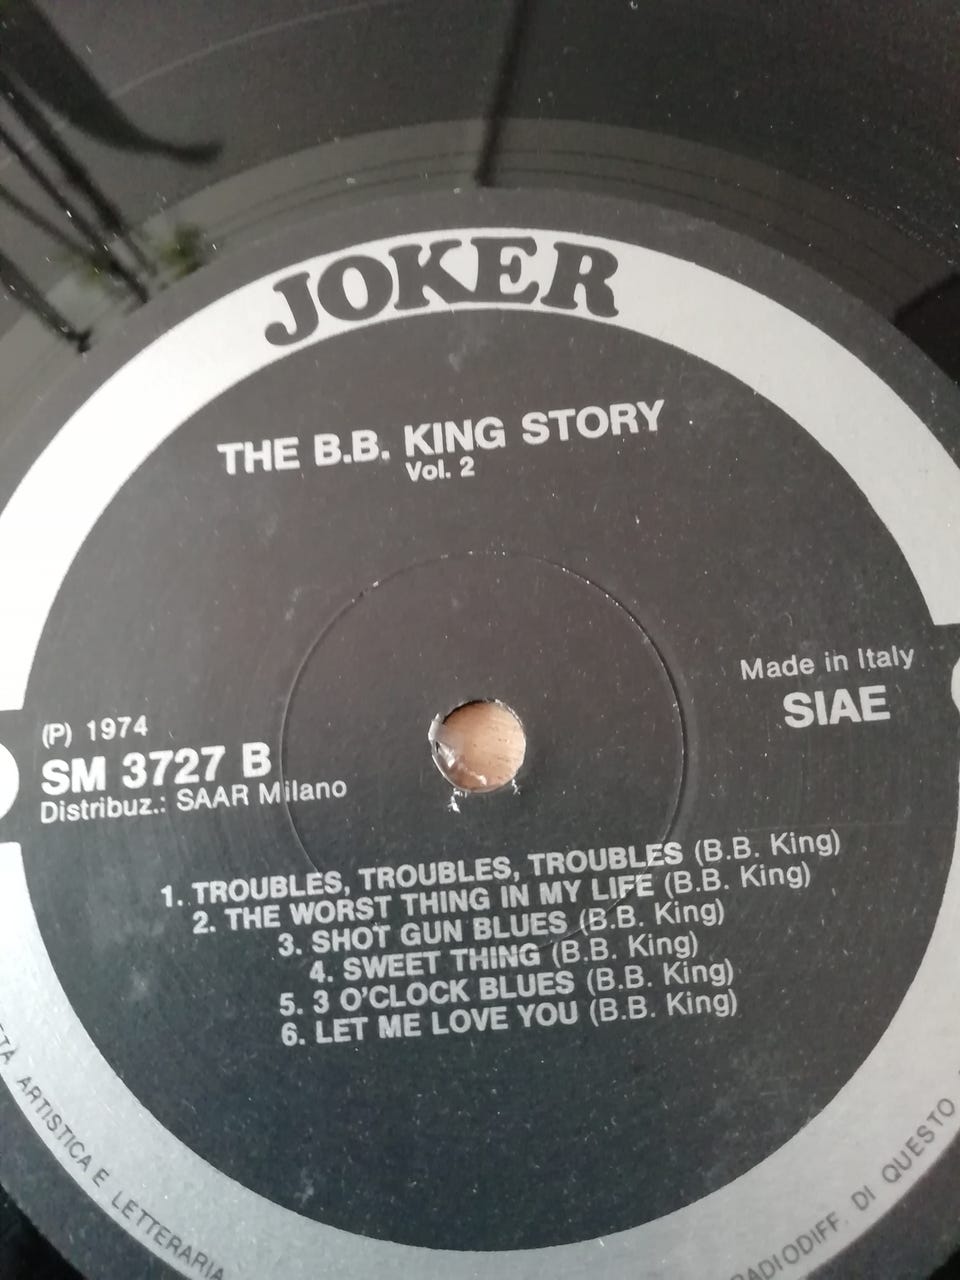 JOKER
THE B.B. KING STORY
Vol. 2
Made in Italy
SIAE
(P) 1974
SM 3727 B
Distribuz.: SAAR Milano
1. TROUBLES, TROUBLES, TROUBLES (B.B. King)
2. THE WORST THING IN MY LIFE (B.B. King)
3. SHOT GUN BLUES (B.B. King)
4. SWEET THING (B.B. King)
5. 3 O'CLOCK BLUES (B.B. King)
6. LET ME LOVE YOU (B.B. King)
ARTISTICA E LETTERARIA
DI QUESTO